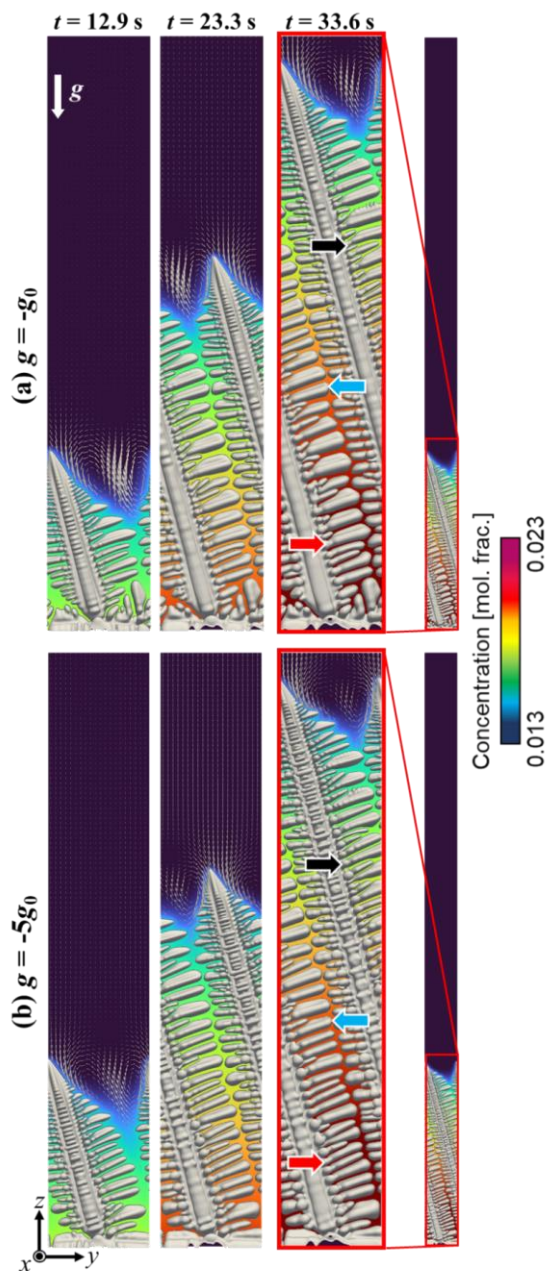 t = 12.9 s t = 23.3 s t = 33.6 s
g
(a) g = -g0
Concentration [mol. frac.]
0.013 0.023
(b) g = -5g0
z
x y